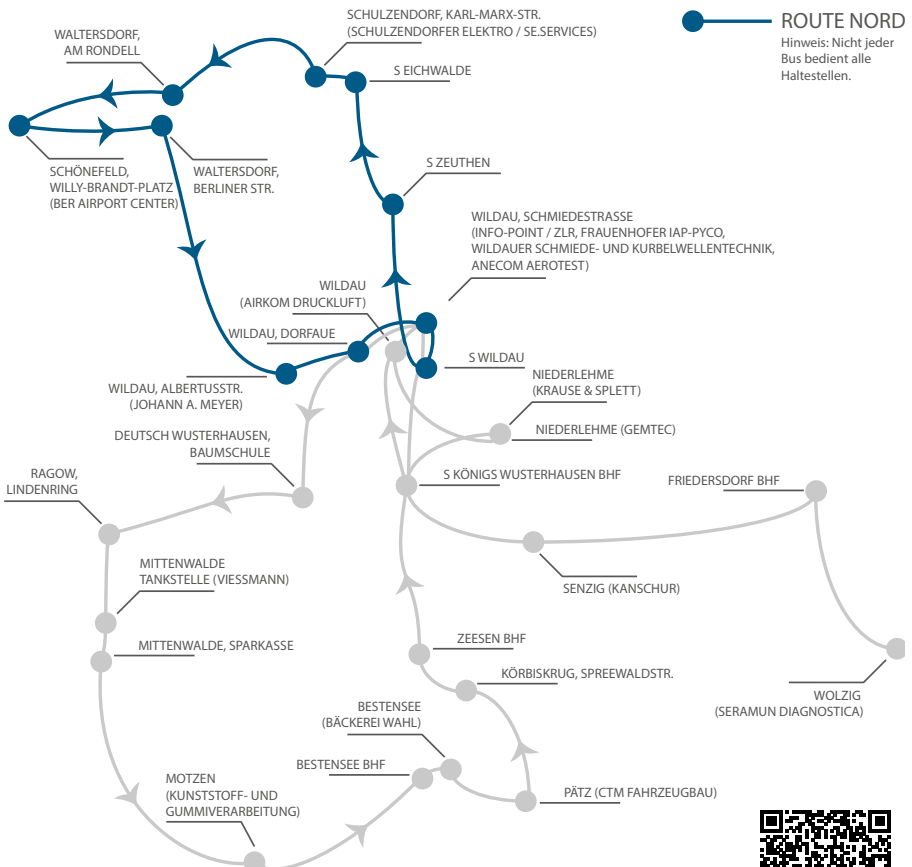 SCHULZENDORF, KARL-MARX-STR.
(SCHULZENDORFER ELEKTRO / SE.SERVICES)
ROUTE NORD
Hinweis: Nicht jeder
Bus bedient alle
Haltestellen.
WALTERSDORF,
AM RONDELL
S EICHWALDE
SCHÖNEFELD,
WILLY-BRANDT-PLATZ
(BER AIRPORT CENTER)
WALTERSDORF,
BERLINER STR.
S ZEUTHEN
WILDAU, SCHMIEDESTRASSE
(INFO-POINT / ZLR, FRAUENHOFER IAP-PYCO,
WILDAUER SCHMIEDE- UND KURBELWELLENTECHNIK,
ANECOM AEROTEST)
WILDAU
(AIRKOM DRUCKLUFT)
WILDAU, DORFAUE
S WILDAU
WILDAU, ALBERTUSSTR.
(JOHANN A. MEYER)
NIEDERLEHME
(KRAUSE & SPLETT)
NIEDERLEHME (GEMTEC)
DEUTSCH WUSTERHAUSEN,
BAUMSCHULE
RAGOW,
LINDENRING
S KÖNIGS WUSTERHAUSEN BHF
FRIEDERSDORF BHF
MITTENWALDE
TANKSTELLE (VIESSMANN)
SENZIG (KANSCHUR)
MITTENWALDE, SPARKASSE
ZEESEN BHF
KÖRBISKRUG, SPREEWALDSTR.
WOLZIG
(SERAMUN DIAGNOSTICA)
BESTENSEE
(BÄCKEREI WAHL)
BESTENSEE BHF
MOTZEN
(KUNSTSTOFF- UND
GUMMIVERARBEITUNG)
PÄTZ (CTM FAHRZEUGBAU)